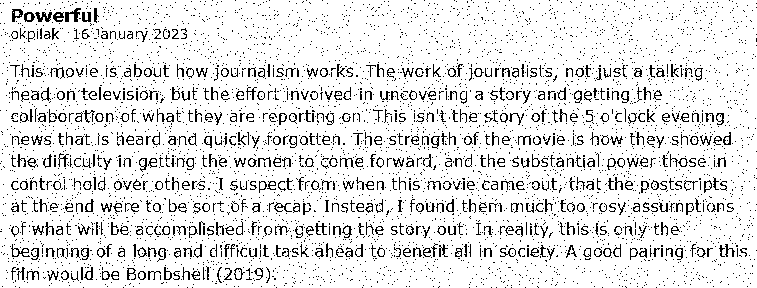 Powerful
okpilak 16 January 2023
This movie is about how journalism works. The work of journalists, not just a talking
head on television, but the effort involved in uncovering a story and getting the
collaboration of what they are reporting on. This isn't the story of the 5 o'clock evening
news that is heard and quickly forgotten. The strength of the movie is how they showed
the difficulty in getting the women to come forward, and the substantial power those in
control hold over others. I suspect from when this movie came out, that the postscripts
at the end were to be sort of a recap. Instead, I found them much too rosy assumptions
of what will be accomplished from getting the story out. In reality, this is only the
beginning of a long and difficult task ahead to benefit all in society. A good pairing for this
film would be Bombshell (2019).